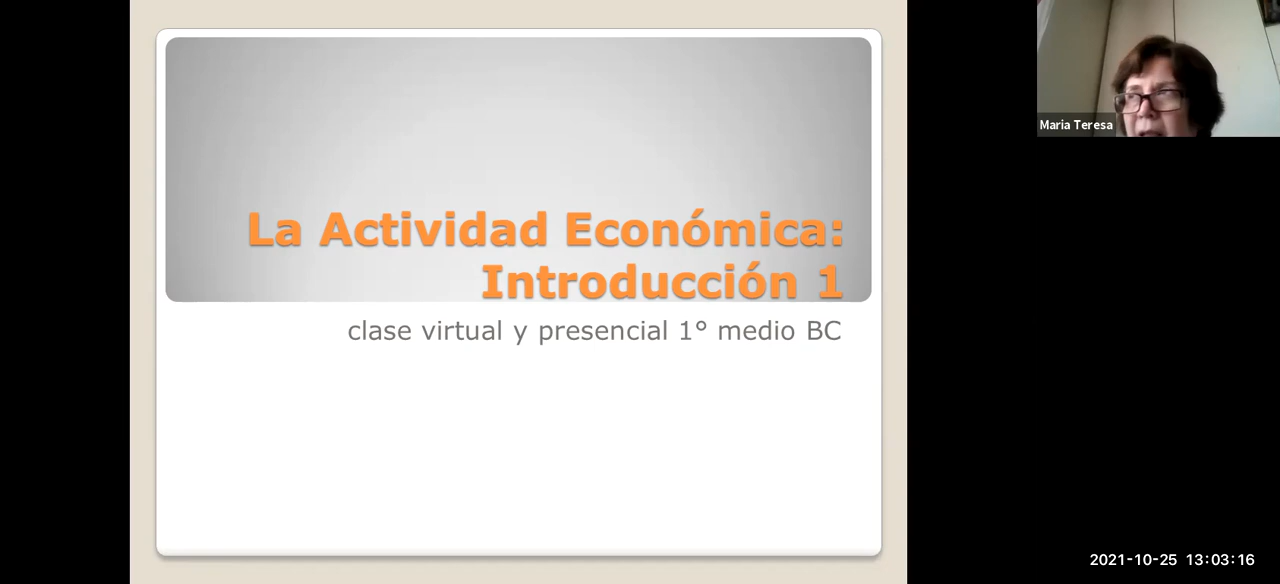 La Actividad Económica:
Introducción 1
clase virtual y presencial 1° medio BC
Maria Teresa
2021-10-25 13:03:16